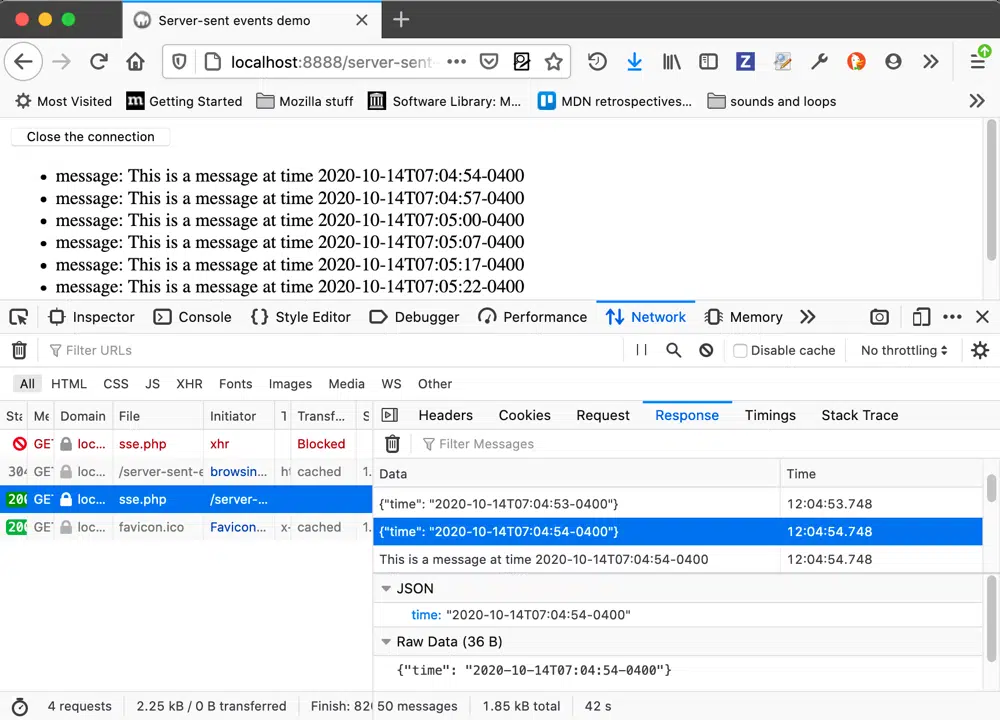 Server-sent events demo
localhost:8888/server-sent-
Most Visited Getting Started Mozilla stuff Software Library: M... MDN retrospectives... sounds and loops
Close the connection
• message: This is a message at time 2020-10-14T07:04:54-0400
• message: This is a message at time 2020-10-14T07:04:57-0400
• message: This is a message at time 2020-10-14T07:05:00-0400
• message: This is a message at time 2020-10-14T07:05:07-0400
• message: This is a message at time 2020-10-14T07:05:17-0400
• message: This is a message at time 2020-10-14T07:05:22-0400
Inspector Console Style Editor Debugger Performance Network Memory
Filter URLs Disable cache No throttling
All HTML CSS JS XHR Fonts Images Media WS Other
Sta Me Domain File Initiator T Transf... S
GET loc... sse.php xhr Blocked
304 GET loc... /server-sent-e browsin... ht cached 1.
200 GET loc... sse.php /server-...
200 GET loc... favicon.ico Favicon... x- cached 1.
Headers Cookies Request Response Timings Stack Trace
Filter Messages
Data Time
{"time": "2020-10-14T07:04:53-0400"} 12:04:53.748
{"time": "2020-10-14T07:04:54-0400"} 12:04:54.748
This is a message at time 2020-10-14T07:04:54-0400 12:04:54.748
JSON
time: "2020-10-14T07:04:54-0400"
Raw Data (36 B)
{"time": "2020-10-14T07:04:54-0400"}
4 requests 2.25 kB / 0 B transferred Finish: 82 50 messages 1.85 kB total 42 s